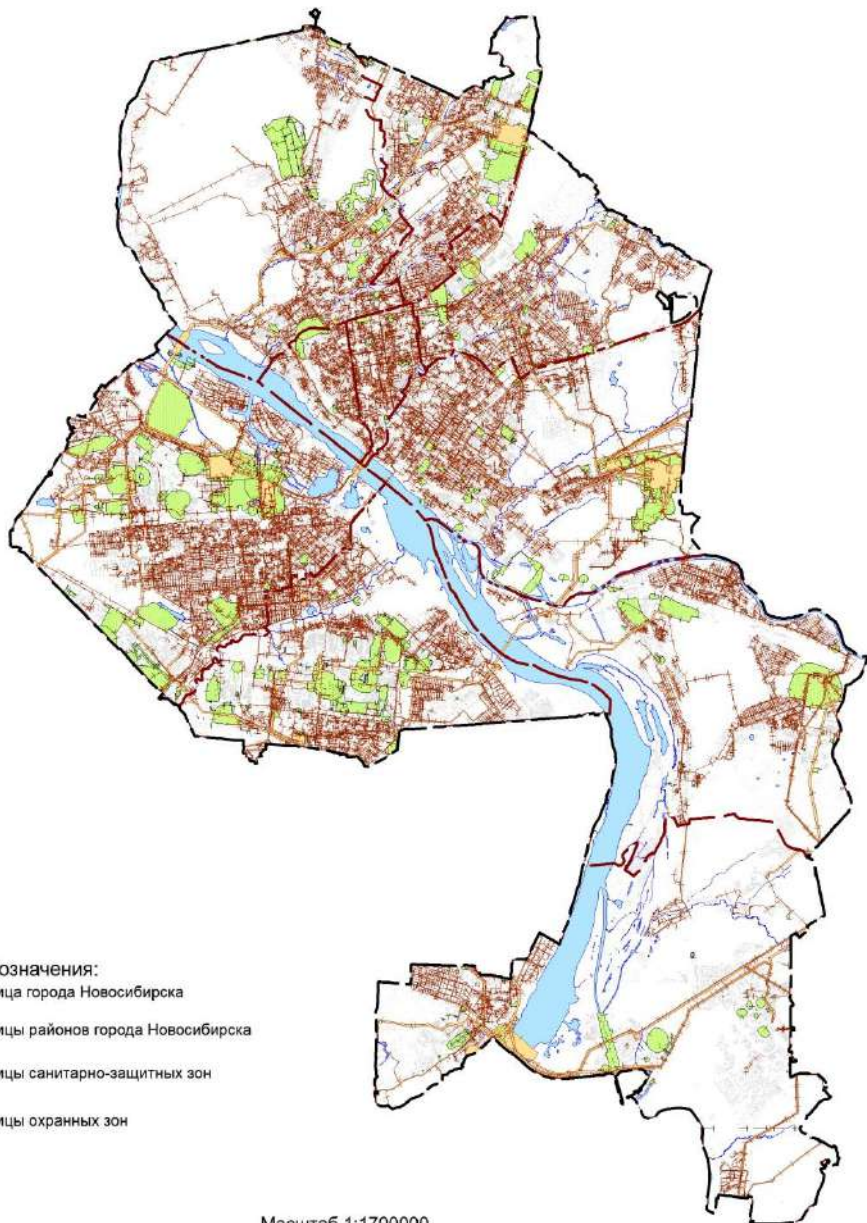 означения:
ица города Новосибирска
ицы районов города Новосибирска
ицы санитарно-защитных зон
ицы охранных зон
Масштаб 1:1700000